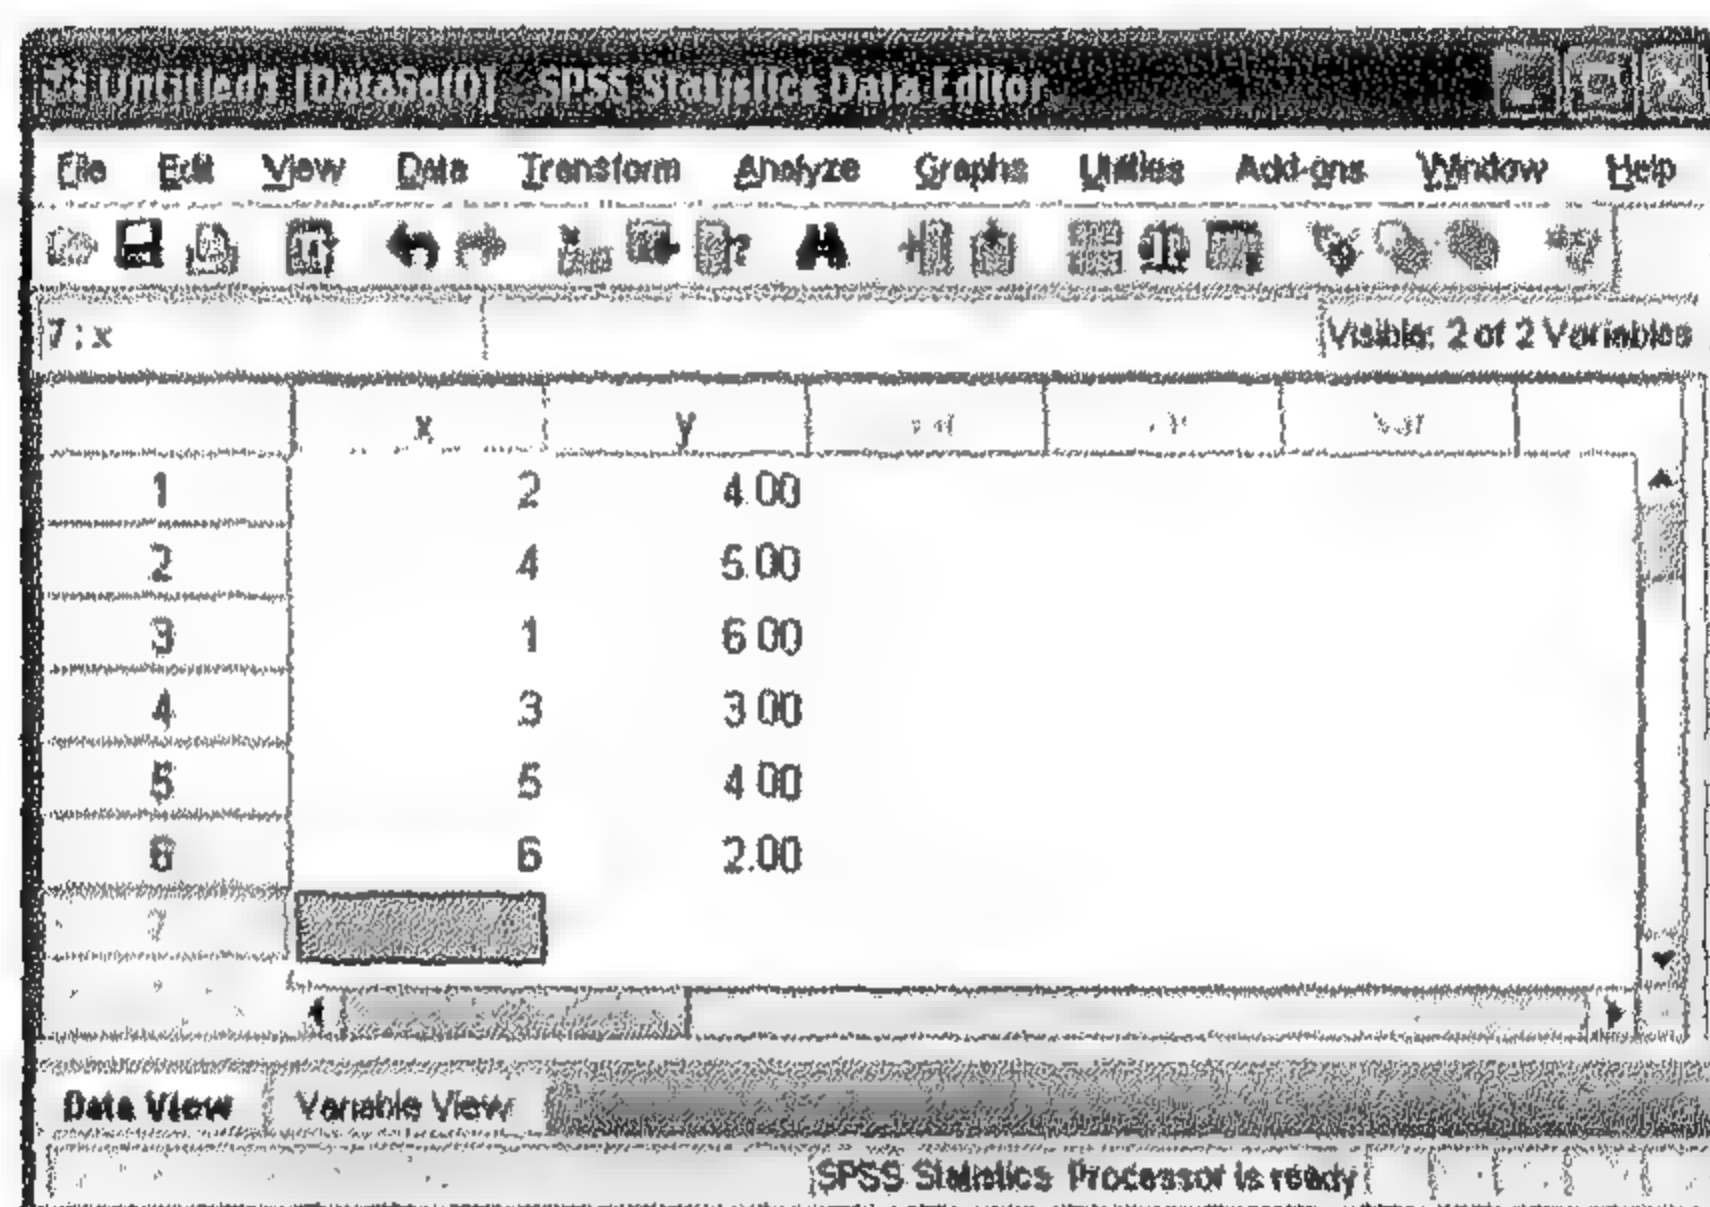 Untitled1 [DataSet0] - SPSS Statistics Data Editor
File Edit View Data Transform Analyze Graphs Utilities Add-ons Window Help
7 : x Visible: 2 of 2 Variables
x y var var var
1 2 4.00
2 4 5.00
3 1 6.00
4 3 3.00
5 5 4.00
6 6 2.00
7
Data View Variable View
SPSS Statistics Processor is ready